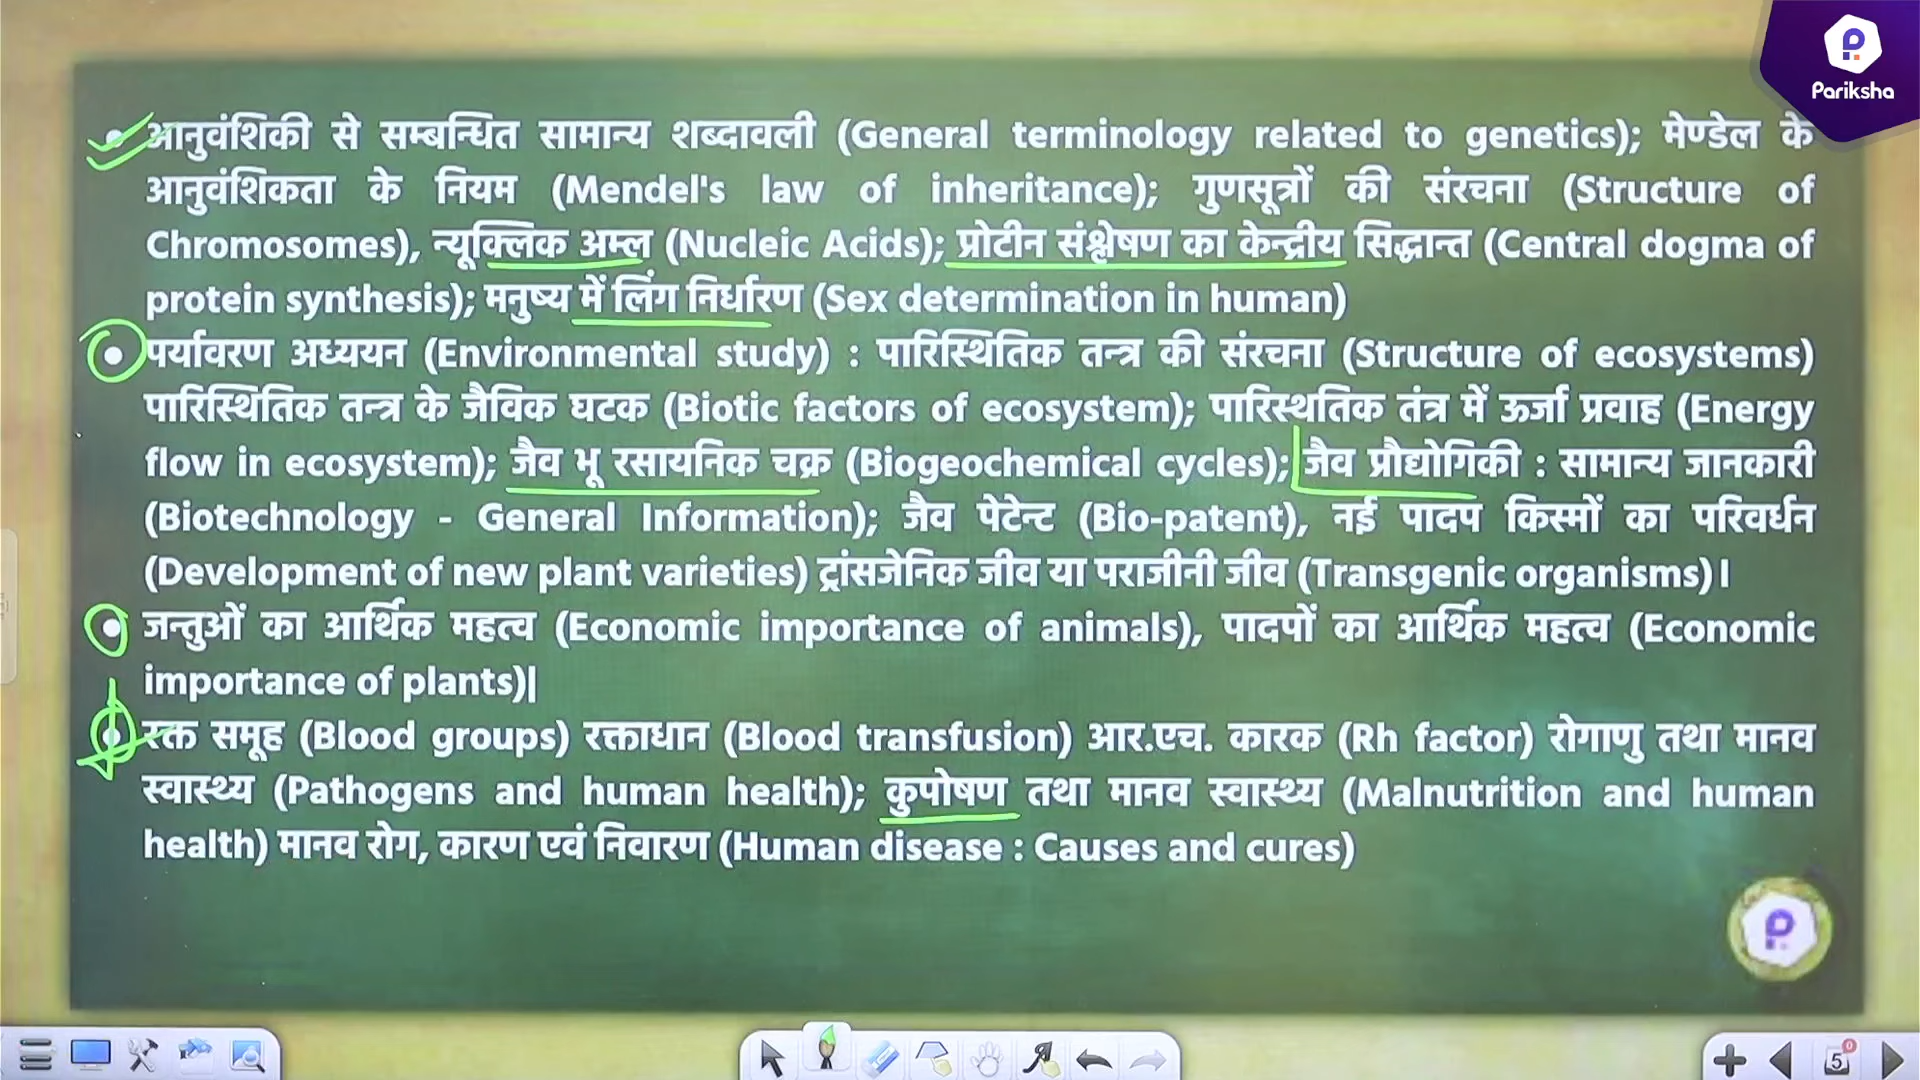 Pariksha
• आनुवंशिकी से सम्बन्धित सामान्य शब्दावली (General terminology related to genetics); मेण्डेल के
आनुवंशिकता के नियम (Mendel's law of inheritance); गुणसूत्रों की संरचना (Structure of
Chromosomes), न्यूक्लिक अम्ल (Nucleic Acids); प्रोटीन संश्लेषण का केन्द्रीय सिद्धान्त (Central dogma of
protein synthesis); मनुष्य में लिंग निर्धारण (Sex determination in human)
• पर्यावरण अध्ययन (Environmental study) : पारिस्थितिक तन्त्र की संरचना (Structure of ecosystems)
पारिस्थितिक तन्त्र के जैविक घटक (Biotic factors of ecosystem); पारिस्थतिक तंत्र में ऊर्जा प्रवाह (Energy
flow in ecosystem); जैव भू रसायनिक चक्र (Biogeochemical cycles); जैव प्रौद्योगिकी : सामान्य जानकारी
(Biotechnology - General Information); जैव पेटेन्ट (Bio-patent), नई पादप किस्मों का परिवर्धन
(Development of new plant varieties) ट्रांसजेनिक जीव या पराजीनी जीव (Transgenic organisms)।
• जन्तुओं का आर्थिक महत्व (Economic importance of animals), पादपों का आर्थिक महत्व (Economic
importance of plants)|
• रक्त समूह (Blood groups) रक्ताधान (Blood transfusion) आर.एच. कारक (Rh factor) रोगाणु तथा मानव
स्वास्थ्य (Pathogens and human health); कुपोषण तथा मानव स्वास्थ्य (Malnutrition and human
health) मानव रोग, कारण एवं निवारण (Human disease : Causes and cures)
5
0